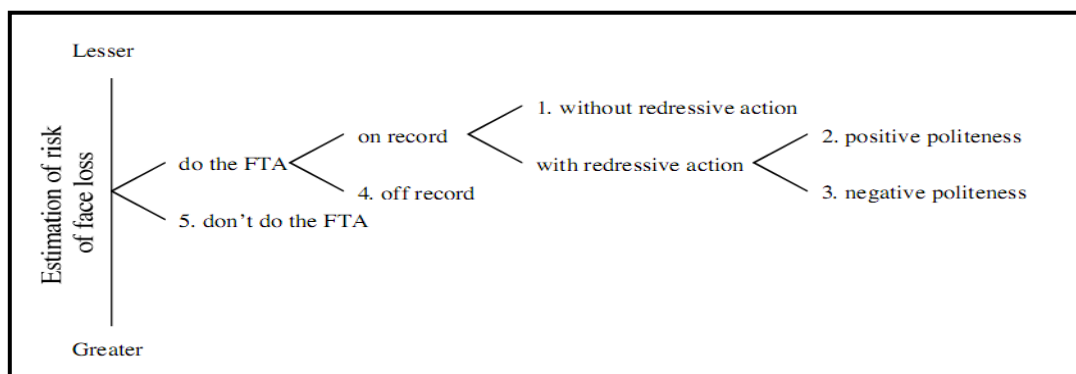 Lesser
Estimation of risk
of face loss
1. without redressive action
on record
2. positive politeness
do the FTA
with redressive action
4. off record
3. negative politeness
5. don't do the FTA
Greater